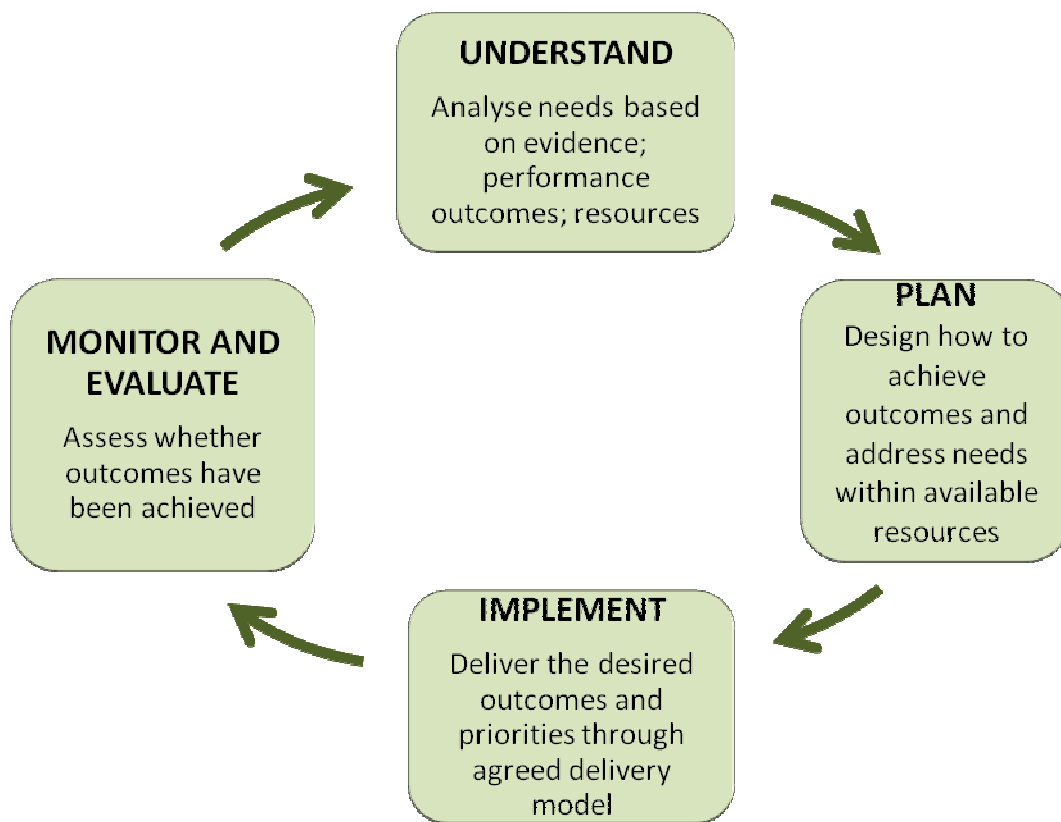 UNDERSTAND
Analyse needs based
on evidence;
performance
outcomes; resources
PLAN
Design how to
achieve
outcomes and
address needs
within available
resources
IMPLEMENT
Deliver the desired
outcomes and
priorities through
agreed delivery
model
MONITOR AND
EVALUATE
Assess whether
outcomes have
been achieved